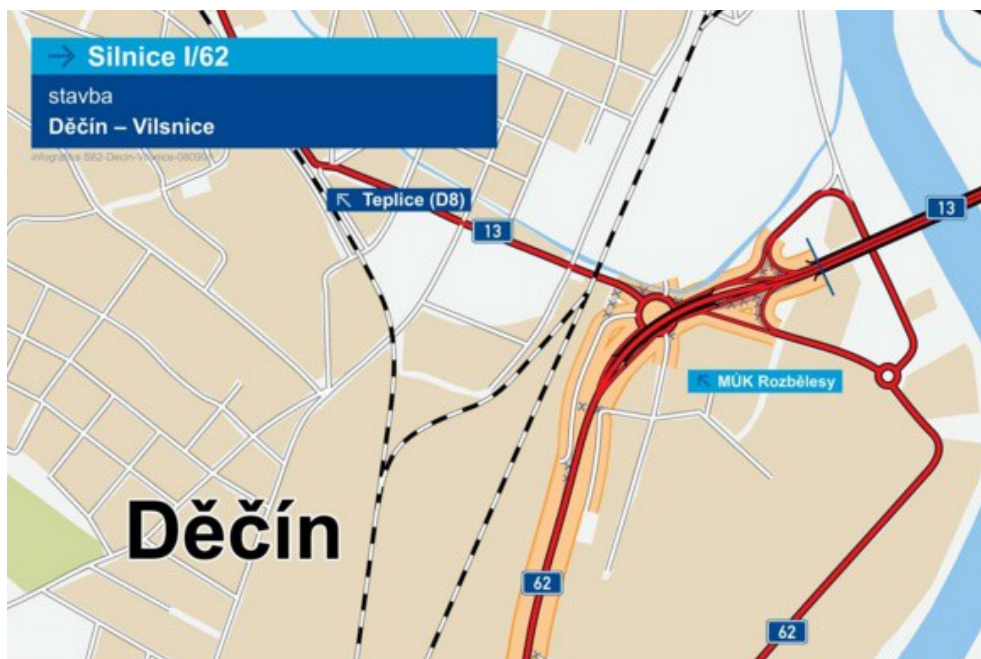 Silnice I/62
stavba
Děčín – Vilsnice
Teplice (D8)
13
13
MÚK Rozbělesy
Děčín
62
62